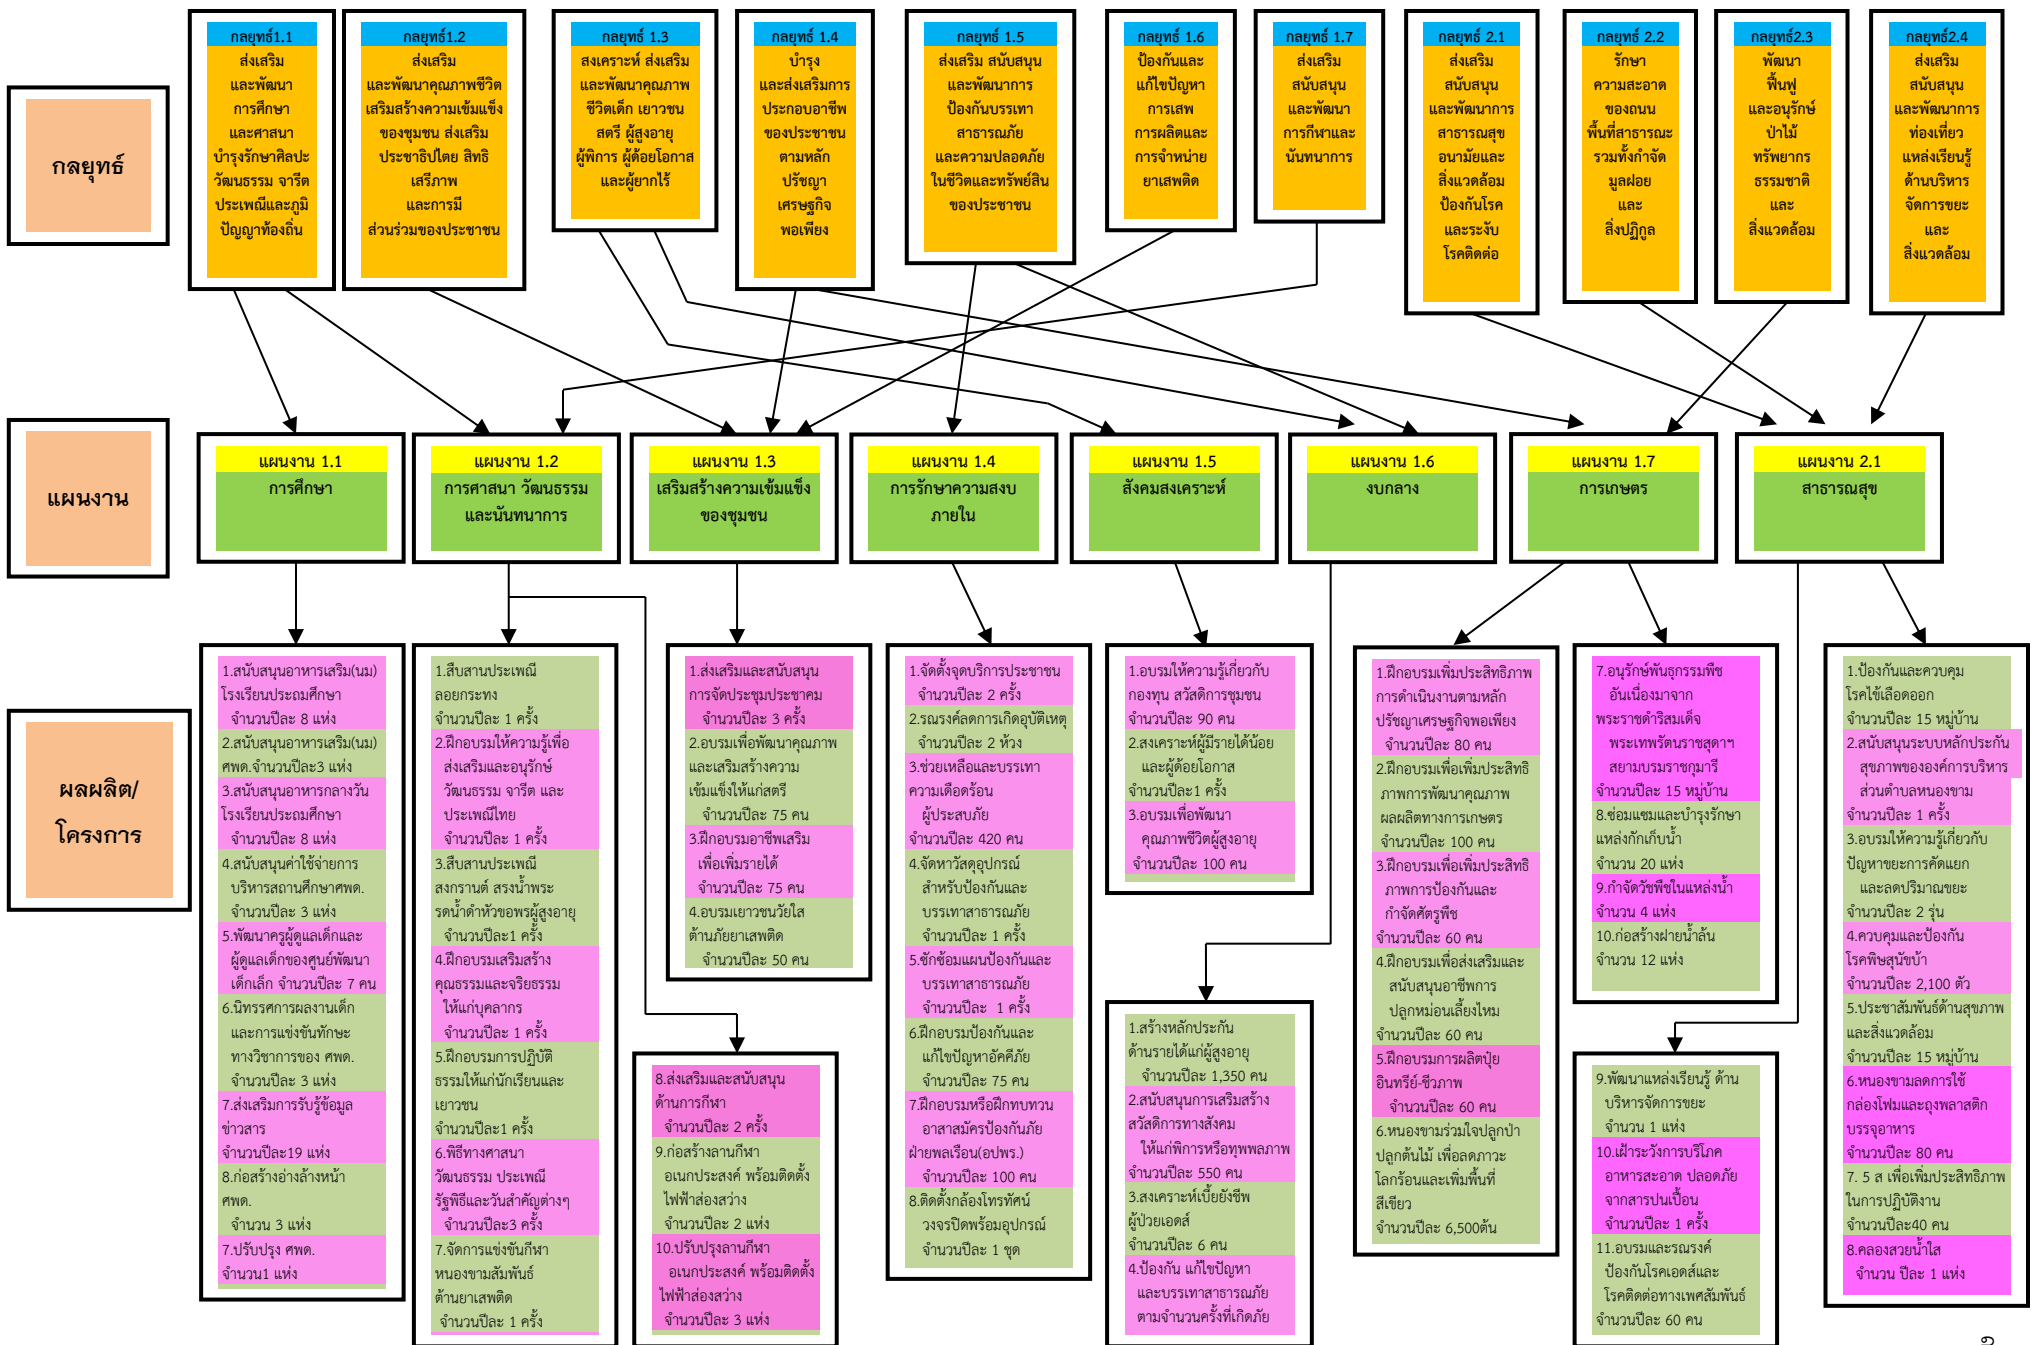 กลยุทธ์
กลยุทธ์1.1
ส่งเสริม
และพัฒนา
การศึกษา
และศาสนา
บำรุงรักษาศิลปะ
วัฒนธรรม จารีต
ประเพณีและภูมิ
ปัญญาท้องถิ่น
กลยุทธ์1.2
ส่งเสริม
และพัฒนาคุณภาพชีวิต
เสริมสร้างความเข้มแข็ง
ของชุมชน ส่งเสริม
ประชาธิปไตย สิทธิ
เสรีภาพ
และการมี
ส่วนร่วมของประชาชน
กลยุทธ์ 1.3
สงเคราะห์ ส่งเสริม
และพัฒนาคุณภาพ
ชีวิตเด็ก เยาวชน
สตรี ผู้สูงอายุ
ผู้พิการ ผู้ด้อยโอกาส
และผู้ยากไร้
กลยุทธ์ 1.4
บำรุง
และส่งเสริมการ
ประกอบอาชีพ
ของประชาชน
ตามหลัก
ปรัชญา
เศรษฐกิจ
พอเพียง
กลยุทธ์ 1.5
ส่งเสริม สนับสนุน
และพัฒนาการ
ป้องกันบรรเทา
สาธารณภัย
และความปลอดภัย
ในชีวิตและทรัพย์สิน
ของประชาชน
กลยุทธ์ 1.6
ป้องกันและ
แก้ไขปัญหา
การเสพ
การผลิตและ
การจำหน่าย
ยาเสพติด
กลยุทธ์ 1.7
ส่งเสริม
สนับสนุน
และพัฒนา
การกีฬาและ
นันทนาการ
กลยุทธ์ 2.1
ส่งเสริม
สนับสนุน
และพัฒนาการ
สาธารณสุข
อนามัยและ
สิ่งแวดล้อม
ป้องกันโรค
และระงับ
โรคติดต่อ
กลยุทธ์ 2.2
รักษา
ความสะอาด
ของถนน
พื้นที่สาธารณะ
รวมทั้งกำจัด
มูลฝอย
และ
สิ่งปฏิกูล
กลยุทธ์2.3
พัฒนา
ฟื้นฟู
และอนุรักษ์
ป่าไม้
ทรัพยากร
ธรรมชาติ
และ
สิ่งแวดล้อม
กลยุทธ์2.4
ส่งเสริม
สนับสนุน
และพัฒนาการ
ท่องเที่ยว
แหล่งเรียนรู้
ด้านบริหาร
จัดการขยะ
และ
สิ่งแวดล้อม
แผนงาน
แผนงาน 1.1
การศึกษา
แผนงาน 1.2
การศาสนา วัฒนธรรม
และนันทนาการ
แผนงาน 1.3
เสริมสร้างความเข้มแข็ง
ของชุมชน
แผนงาน 1.4
การรักษาความสงบ
ภายใน
แผนงาน 1.5
สังคมสงเคราะห์
แผนงาน 1.6
งบกลาง
แผนงาน 1.7
การเกษตร
แผนงาน 2.1
สาธารณสุข
ผลผลิต/
โครงการ
1.สนับสนุนอาหารเสริม(นม)
โรงเรียนประถมศึกษา
จำนวนปีละ 8 แห่ง
2.สนับสนุนอาหารเสริม(นม)
ศพด.จำนวนปีละ3 แห่ง
3.สนับสนุนอาหารกลางวัน
โรงเรียนประถมศึกษา
จำนวนปีละ 8 แห่ง
4.สนับสนุนค่าใช้จ่ายการ
บริหารสถานศึกษาศพด.
จำนวนปีละ 3 แห่ง
5.พัฒนาครูผู้ดูแลเด็กและ
ผู้ดูแลเด็กของศูนย์พัฒนา
เด็กเล็ก จำนวนปีละ 7 คน
6.นิทรรศการผลงานเด็ก
และการแข่งขันทักษะ
ทางวิชาการของ ศพด.
จำนวนปีละ 3 แห่ง
7.ส่งเสริมการรับรู้ข้อมูล
ข่าวสาร
จำนวนปีละ19 แห่ง
8.ก่อสร้างอ่างล้างหน้า
ศพด.
จำนวน 3 แห่ง
7.ปรับปรุง ศพด.
จำนวน1 แห่ง
1.สืบสานประเพณี
ลอยกระทง
จำนวนปีละ 1 ครั้ง
2.ฝึกอบรมให้ความรู้เพื่อ
ส่งเสริมและอนุรักษ์
วัฒนธรรม จารีต และ
ประเพณีไทย
จำนวนปีละ 1 ครั้ง
3.สืบสานประเพณี
สงกรานต์ สรงน้ำพระ
รดน้ำดำหัวขอพรผู้สูงอายุ
จำนวนปีละ1 ครั้ง
4.ฝึกอบรมเสริมสร้าง
คุณธรรมและจริยธรรม
ให้แก่บุคลากร
จำนวนปีละ 1 ครั้ง
5.ฝึกอบรมการปฏิบัติ
ธรรมให้แก่นักเรียนและ
เยาวชน
จำนวนปีละ1 ครั้ง
6.พิธีทางศาสนา
วัฒนธรรม ประเพณี
รัฐพิธีและวันสำคัญต่างๆ
จำนวนปีละ3 ครั้ง
7.จัดการแข่งขันกีฬา
หนองขามสัมพันธ์
ต้านยาเสพติด
จำนวนปีละ 1 ครั้ง
1.ส่งเสริมและสนับสนุน
การจัดประชุมประชาคม
จำนวนปีละ 3 ครั้ง
2.อบรมเพื่อพัฒนาคุณภาพ
และเสริมสร้างความ
เข้มแข็งให้แก่สตรี
จำนวนปีละ 75 คน
3.ฝึกอบรมอาชีพเสริม
เพื่อเพิ่มรายได้
จำนวนปีละ 75 คน
4.อบรมเยาวชนวัยใส
ต้านภัยยาเสพติด
จำนวนปีละ 50 คน
8.ส่งเสริมและสนับสนุน
ด้านการกีฬา
จำนวนปีละ 2 ครั้ง
9.ก่อสร้างลานกีฬา
อเนกประสงค์ พร้อมติดตั้ง
ไฟฟ้าส่องสว่าง
จำนวนปีละ 2 แห่ง
10.ปรับปรุงลานกีฬา
อเนกประสงค์ พร้อมติดตั้ง
ไฟฟ้าส่องสว่าง
จำนวนปีละ 3 แห่ง
1.จัดตั้งจุดบริการประชาชน
จำนวนปีละ 2 ครั้ง
2.รณรงค์ลดการเกิดอุบัติเหตุ
จำนวนปีละ 2 ห้วง
3.ช่วยเหลือและบรรเทา
ความเดือดร้อน
ผู้ประสบภัย
จำนวนปีละ 420 คน
4.จัดหาวัสดุอุปกรณ์
สำหรับป้องกันและ
บรรเทาสาธารณภัย
จำนวนปีละ 1 ครั้ง
5.ซักซ้อมแผนป้องกันและ
บรรเทาสาธารณภัย
จำนวนปีละ 1 ครั้ง
6.ฝึกอบรมป้องกันและ
แก้ไขปัญหาอัคคีภัย
จำนวนปีละ 75 คน
7.ฝึกอบรมหรือฝึกทบทวน
อาสาสมัครป้องกันภัย
ฝ่ายพลเรือน(อปพร.)
จำนวนปีละ 100 คน
8.ติดตั้งกล้องโทรทัศน์
วงจรปิดพร้อมอุปกรณ์
จำนวนปีละ 1 ชุด
1.อบรมให้ความรู้เกี่ยวกับ
กองทุน สวัสดิการชุมชน
จำนวนปีละ 90 คน
2.สงเคราะห์ผู้มีรายได้น้อย
และผู้ด้อยโอกาส
จำนวนปีละ1 ครั้ง
3.อบรมเพื่อพัฒนา
คุณภาพชีวิตผู้สูงอายุ
จำนวนปีละ 100 คน
1.สร้างหลักประกัน
ด้านรายได้แก่ผู้สูงอายุ
จำนวนปีละ 1,350 คน
2.สนับสนุนการเสริมสร้าง
สวัสดิการทางสังคม
ให้แก่พิการหรือทุพพลภาพ
จำนวนปีละ 550 คน
3.สงเคราะห์เบี้ยยังชีพ
ผู้ป่วยเอดส์
จำนวนปีละ 6 คน
4.ป้องกัน แก้ไขปัญหา
และบรรเทาสาธารณภัย
ตามจำนวนครั้งที่เกิดภัย
1.ฝึกอบรมเพิ่มประสิทธิภาพ
การดำเนินงานตามหลัก
ปรัชญาเศรษฐกิจพอเพียง
จำนวนปีละ 80 คน
2.ฝึกอบรมเพื่อเพิ่มประสิทธิ
ภาพการพัฒนาคุณภาพ
ผลผลิตทางการเกษตร
จำนวนปีละ 100 คน
3.ฝึกอบรมเพื่อเพิ่มประสิทธิ
ภาพการป้องกันและ
กำจัดศัตรูพืช
จำนวนปีละ 60 คน
4.ฝึกอบรมเพื่อส่งเสริมและ
สนับสนุนอาชีพการ
ปลูกหม่อนเลี้ยงไหม
จำนวนปีละ 60 คน
5.ฝึกอบรมการผลิตปุ๋ย
อินทรีย์-ชีวภาพ
จำนวนปีละ 60 คน
6.หนองขามร่วมใจปลูกป่า
ปลูกต้นไม้ เพื่อลดภาวะ
โลกร้อนและเพิ่มพื้นที่
สีเขียว
จำนวนปีละ 6,500ต้น
7.อนุรักษ์พันธุกรรมพืช
อันเนื่องมาจาก
พระราชดำริสมเด็จ
พระเทพรัตนราชสุดาฯ
สยามบรมราชกุมารี
จำนวนปีละ 15 หมู่บ้าน
8.ซ่อมแซมและบำรุงรักษา
แหล่งกักเก็บน้ำ
จำนวน 20 แห่ง
9.กำจัดวัชพืชในแหล่งน้ำ
จำนวน 4 แห่ง
10.ก่อสร้างฝายน้ำล้น
จำนวน 12 แห่ง
9.พัฒนาแหล่งเรียนรู้ ด้าน
บริหารจัดการขยะ
จำนวน 1 แห่ง
10.เฝ้าระวังการบริโภค
อาหารสะอาด ปลอดภัย
จากสารปนเปื้อน
จำนวนปีละ 1 ครั้ง
11.อบรมและรณรงค์
ป้องกันโรคเอดส์และ
โรคติดต่อทางเพศสัมพันธ์
จำนวนปีละ 60 คน
1.ป้องกันและควบคุม
โรคไข้เลือดออก
จำนวนปีละ 15 หมู่บ้าน
2.สนับสนุนระบบหลักประกัน
สุขภาพขององค์การบริหาร
ส่วนตำบลหนองขาม
จำนวนปีละ 1 ครั้ง
3.อบรมให้ความรู้เกี่ยวกับ
ปัญหาขยะการคัดแยก
และลดปริมาณขยะ
จำนวนปีละ 2 รุ่น
4.ควบคุมและป้องกัน
โรคพิษสุนัขบ้า
จำนวนปีละ 2,100 ตัว
5.ประชาสัมพันธ์ด้านสุขภาพ
และสิ่งแวดล้อม
จำนวนปีละ 15 หมู่บ้าน
6.หนองขามลดการใช้
กล่องโฟมและถุงพลาสติก
บรรจุอาหาร
จำนวนปีละ 80 คน
7. 5 ส เพื่อเพิ่มประสิทธิภาพ
ในการปฏิบัติงาน
จำนวนปีละ40 คน
8.คลองสวยน้ำใส
จำนวน ปีละ 1 แห่ง